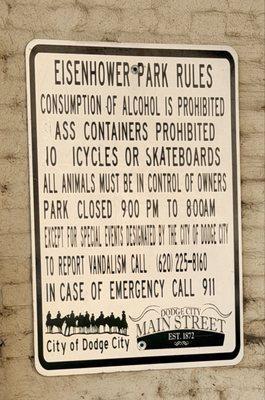 EISENHOWER PARK RULES
CONSUMPTION OF ALCOHOL IS PROHIBITED
ASS CONTAINERS PROHIBITED
IO ICYCLES OR SKATEBOARDS
ALL ANIMALS MUST BE IN CONTROL OF OWNERS
PARK CLOSED 900 PM TO 800AM
EXCEPT FOR SPECIAL EVENTS DESIGNATED BY THE CITY OF DODGE CITY
TO REPORT VANDALISM CALL (620) 225-8160
IN CASE OF EMERGENCY CALL 911
City of Dodge City
DODGE CITY
MAIN STREET
EST. 1872